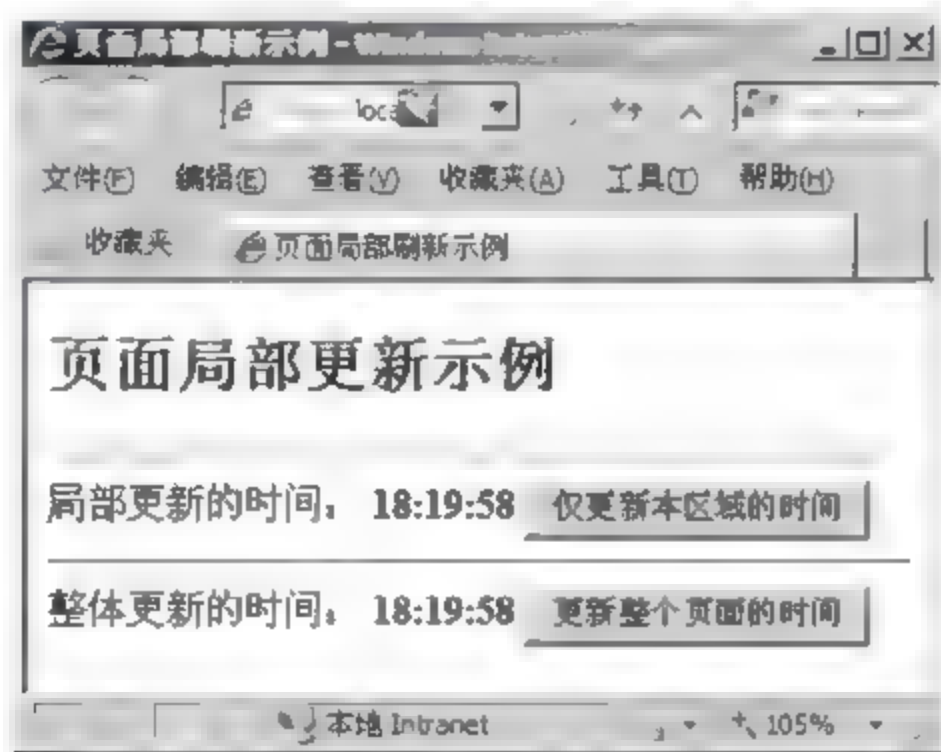 页面局部刷新示例 - Windows
文件(F) 编辑(E) 查看(V) 收藏夹(A) 工具(T) 帮助(H)
收藏夹 页面局部刷新示例
页面局部更新示例
局部更新的时间: 18:19:58 仅更新本区域的时间
整体更新的时间: 18:19:58 更新整个页面的时间
本地 Intranet 105%